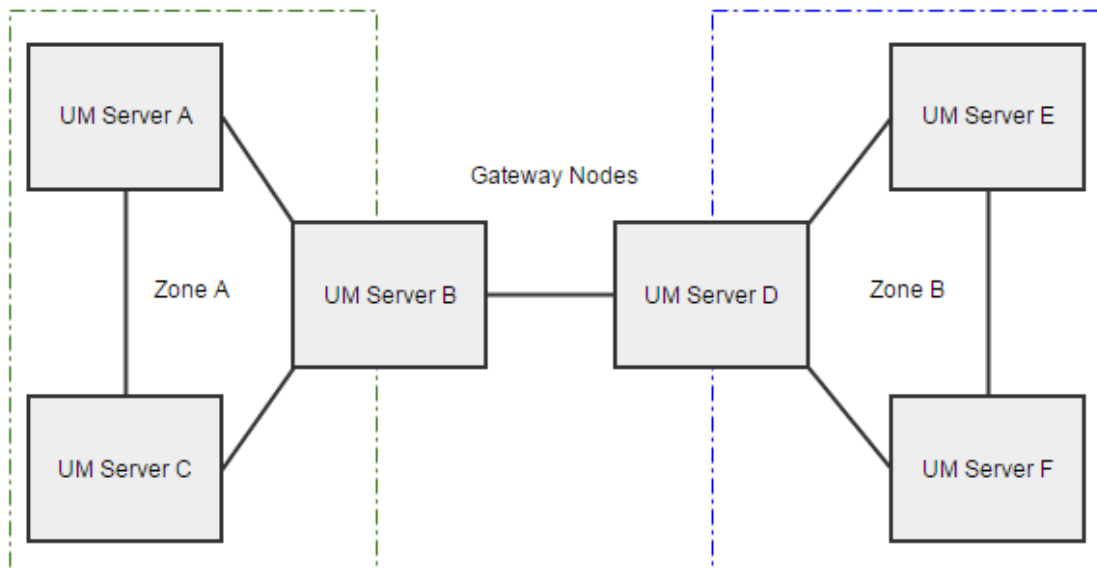 UM Server A
UM Server E
Gateway Nodes
Zone A
UM Server B
UM Server D
Zone B
UM Server C
UM Server F